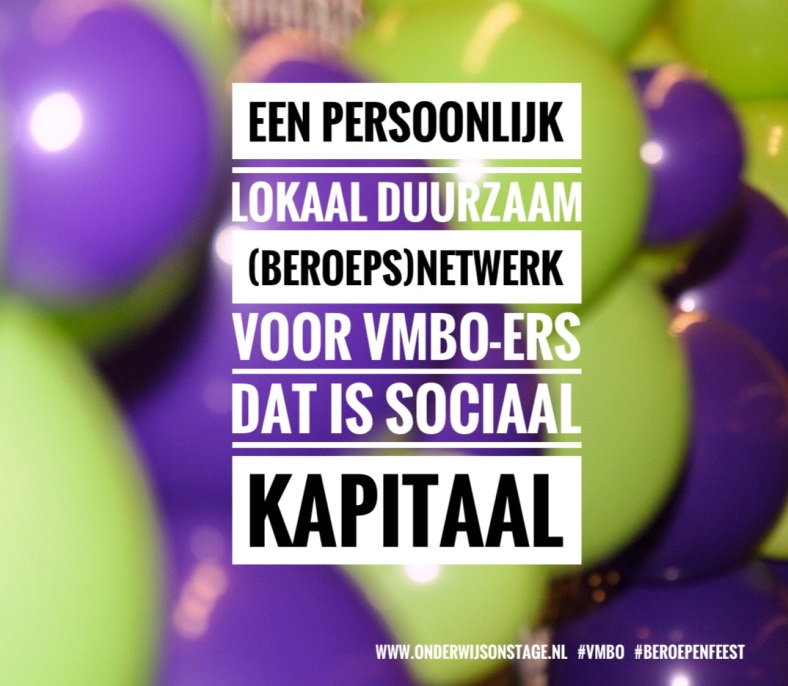 EEN PERSOONLIJK
LOKAAL DUURZAAM
(BEROEPS)NETWERK
VOOR VMBO-ERS
DAT IS SOCIAAL
KAPITAAL
WWW.ONDERWIJSONSTAGE.NL #VMBO #BEROEPENFEEST